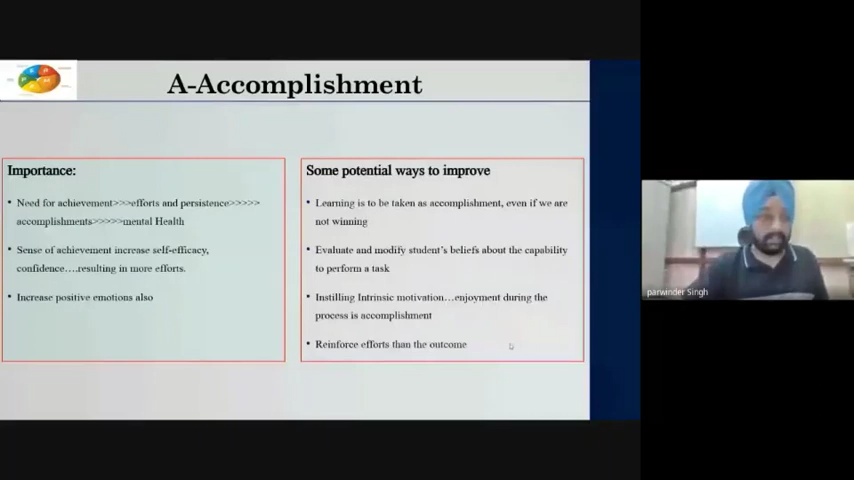 A-Accomplishment
Importance:
• Need for achievement>>>efforts and persistence>>>>>
accomplishments>>>>>mental Health
• Sense of achievement increase self-efficacy,
confidence….resulting in more efforts.
• Increase positive emotions also
Some potential ways to improve
• Learning is to be taken as accomplishment, even if we are
not winning
• Evaluate and modify student's beliefs about the capability
to perform a task
• Instilling Intrinsic motivation…enjoyment during the
process is accomplishment
• Reinforce efforts than the outcome
parwinder Singh